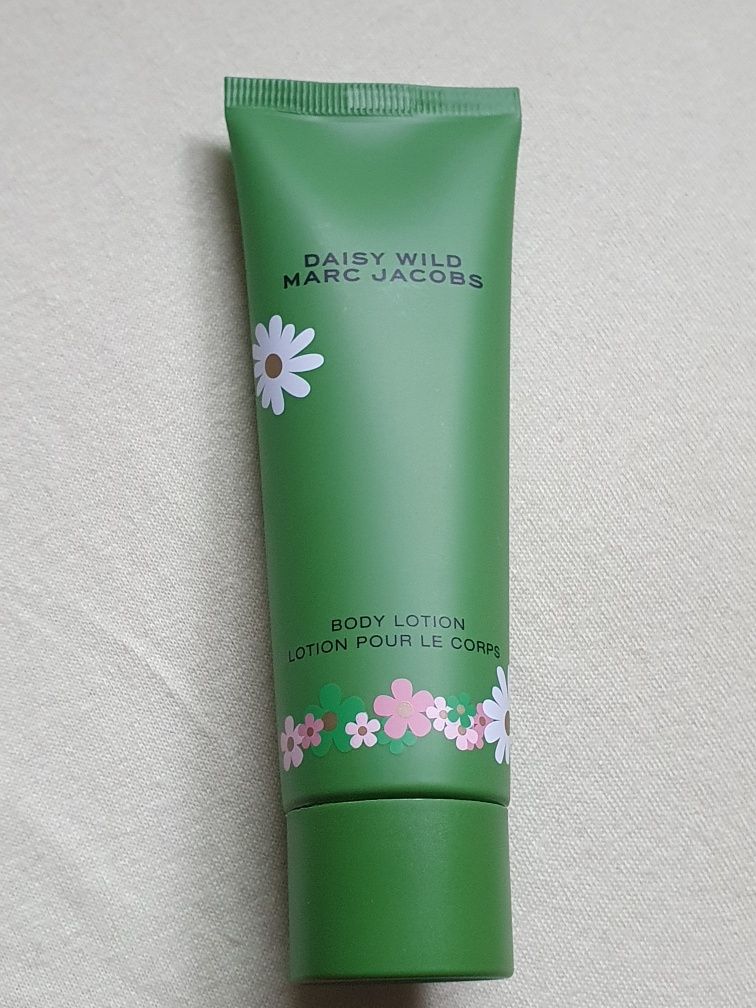 DAISY WILD
MARC JACOBS
BODY LOTION
LOTION POUR LE CORPS